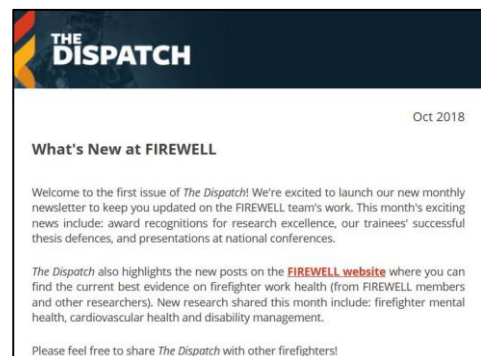 THE
DISPATCH
Oct 2018
What's New at FIREWELL
Welcome to the first issue of The Dispatch! We're excited to launch our new monthly
newsletter to keep you updated on the FIREWELL team's work. This month's exciting
news include: award recognitions for research excellence, our trainees' successful
thesis defences, and presentations at national conferences.
The Dispatch also highlights the new posts on the FIREWELL website where you can
find the current best evidence on firefighter work health (from FIREWELL members
and other researchers). New research shared this month include: firefighter mental
health, cardiovascular health and disability management.
Please feel free to share The Dispatch with other firefighters!